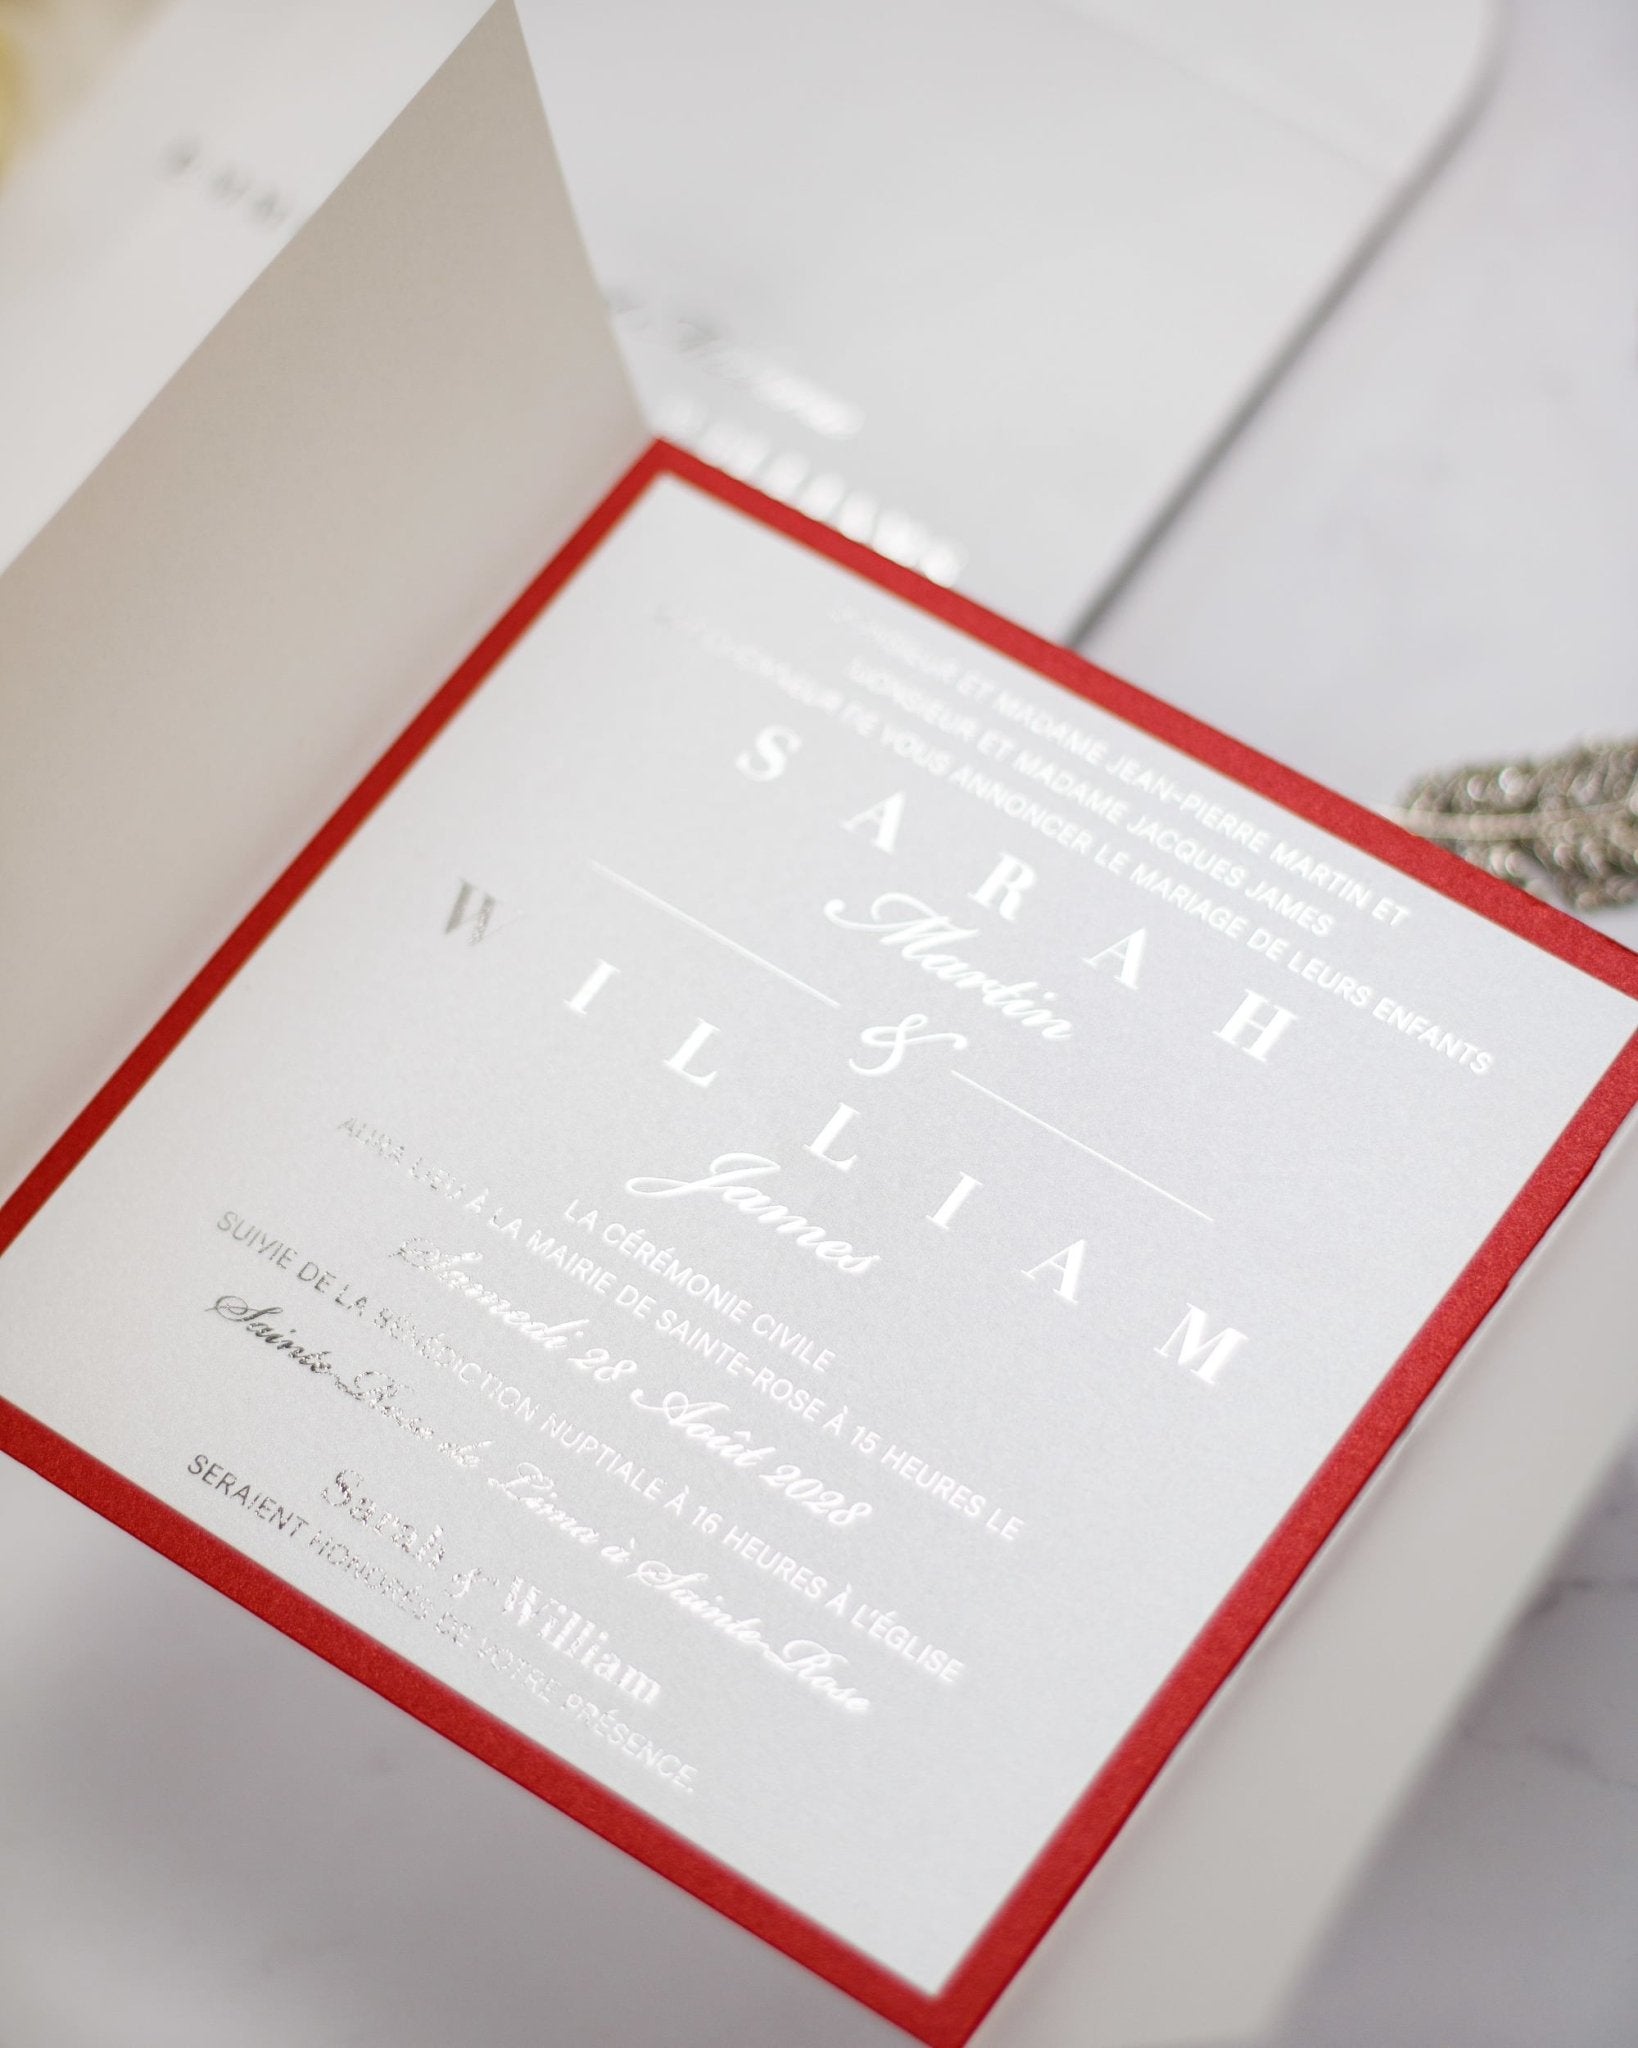 MONSIEUR ET MADAME JEAN-PIERRE MARTIN ET
MONSIEUR ET MADAME JACQUES JAMES
L'HONNEUR DE VOUS ANNONCER LE MARIAGE DE LEURS ENFANTS
SARAH
Martin
&
WILLIAM
James
LA CÉRÉMONIE CIVILE
AURA LIEU À LA MAIRIE DE SAINTE-ROSE À 15 HEURES LE
Samedi 28 Août 2028
SUIVIE DE LA BÉNÉDICTION NUPTIALE À 16 HEURES À L'ÉGLISE
Sainte-Rose de Lima à Sainte-Rose
Sarah & William
SERAIENT HONORÉS DE VOTRE PRÉSENCE.